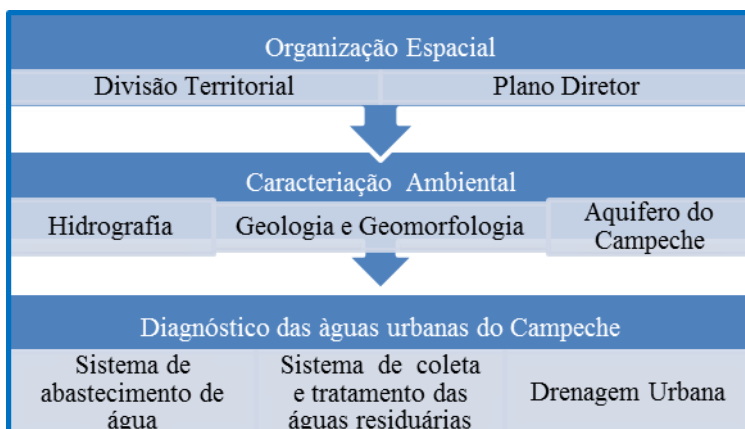 Organização Espacial
Divisão Territorial
Plano Diretor
Caracteriação Ambiental
Hidrografia
Geologia e Geomorfologia
Aquifero do
Campeche
Diagnóstico das àguas urbanas do Campeche
Sistema de
abastecimento de
água
Sistema de coleta
e tratamento das
águas residuárias
Drenagem Urbana